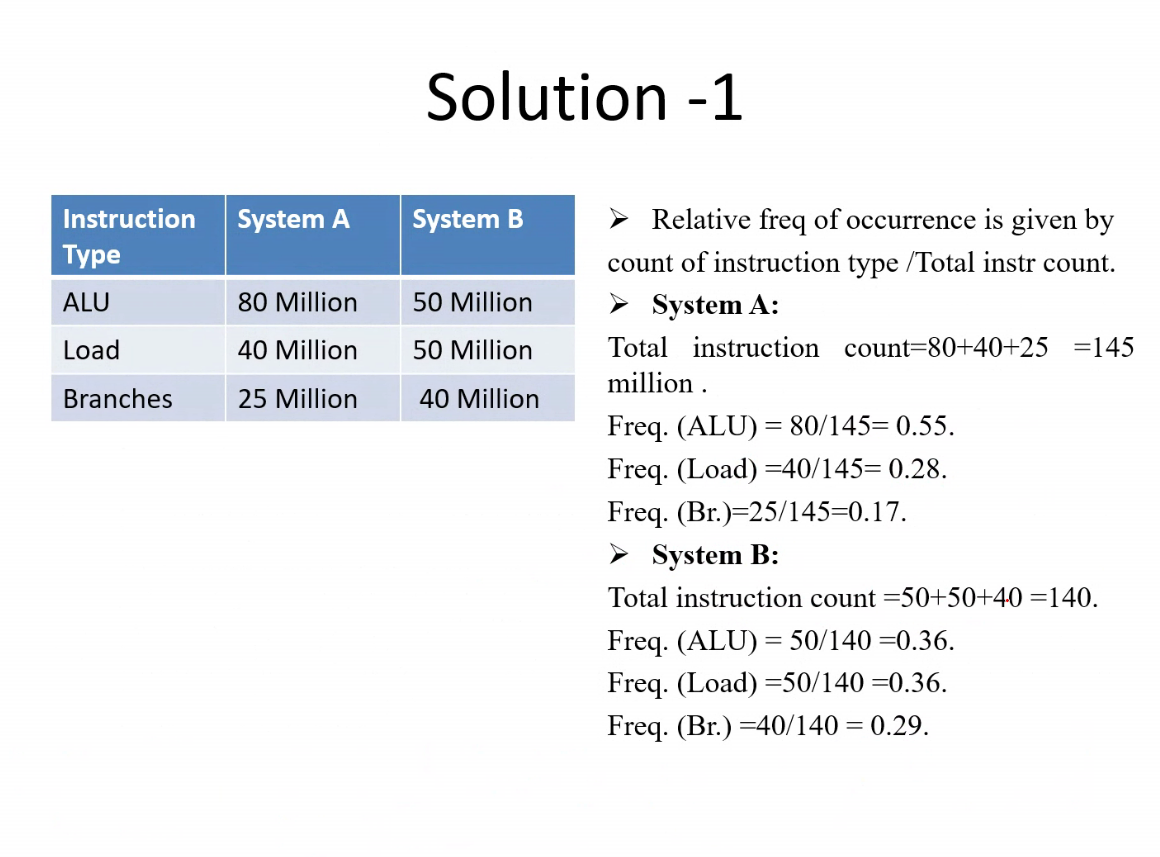 Solution -1
Instruction Type System A System B
ALU 80 Million 50 Million
Load 40 Million 50 Million
Branches 25 Million 40 Million
➢ Relative freq of occurrence is given by
count of instruction type /Total instr count.
➢ System A:
Total instruction count=80+40+25 =145
million .
Freq. (ALU) = 80/145= 0.55.
Freq. (Load) =40/145= 0.28.
Freq. (Br.)=25/145=0.17.
➢ System B:
Total instruction count =50+50+40 =140.
Freq. (ALU) = 50/140 =0.36.
Freq. (Load) =50/140 =0.36.
Freq. (Br.) =40/140 = 0.29.